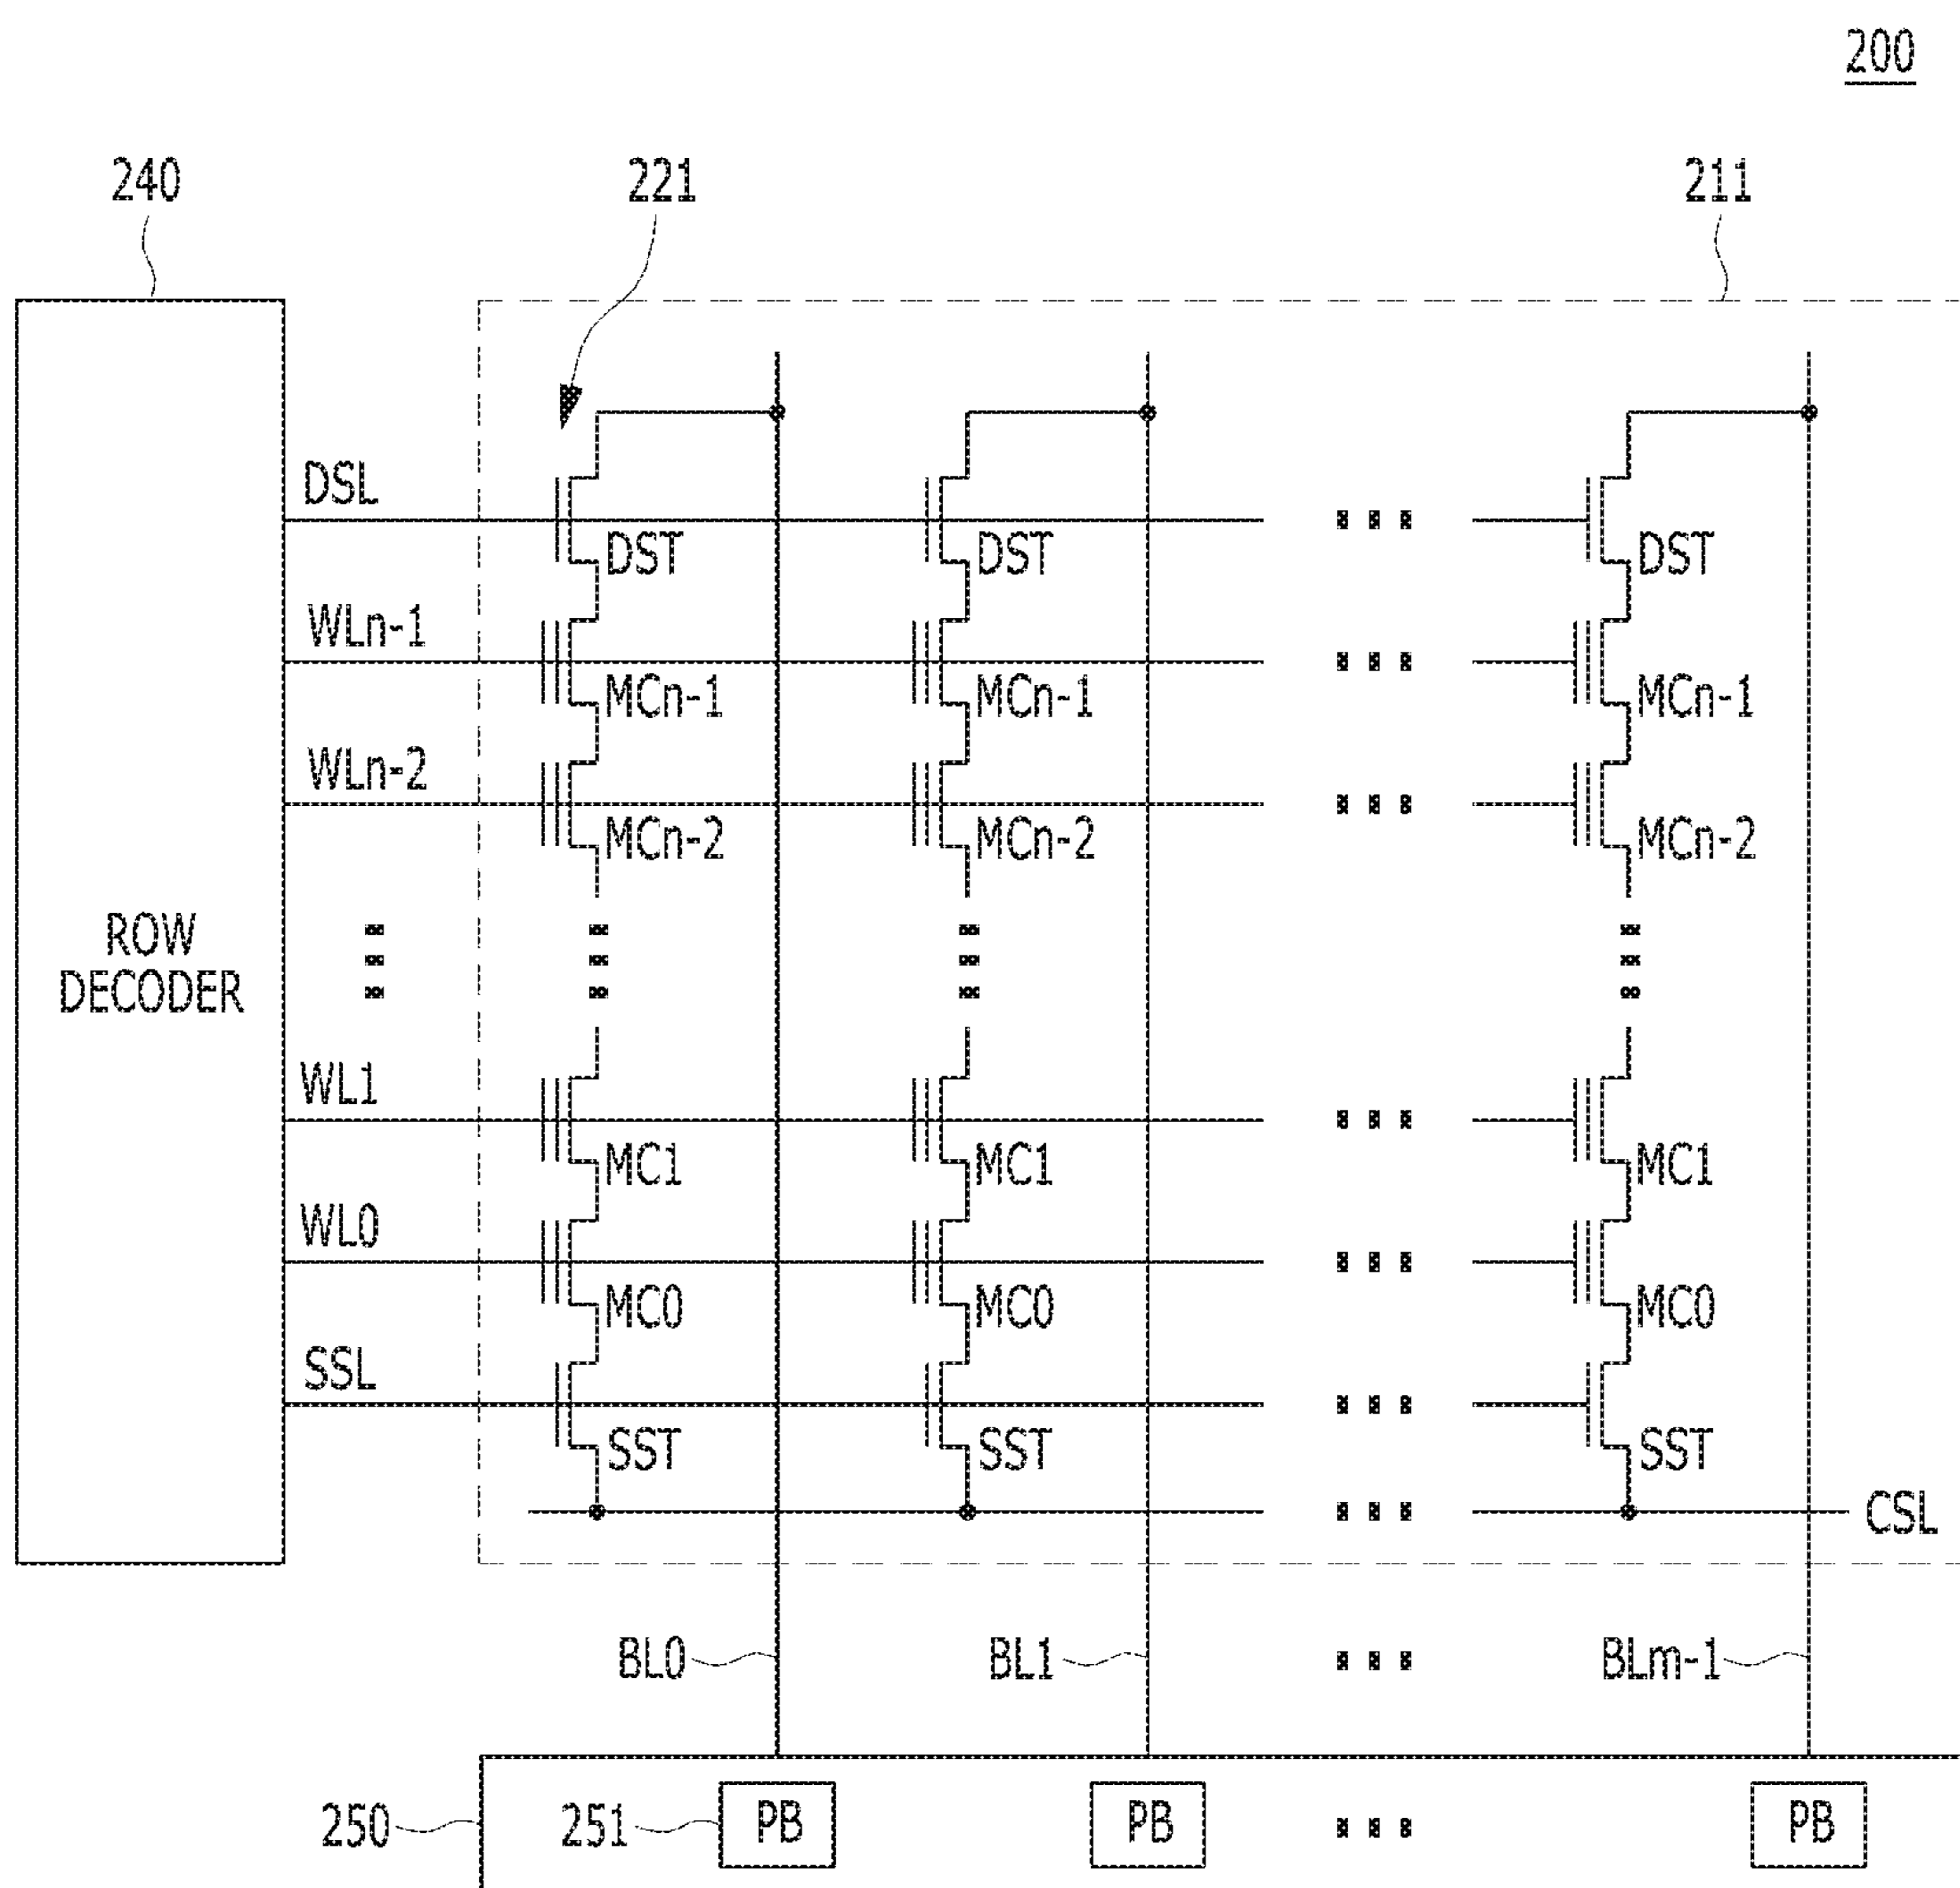 200
240 221 211
DSL
DST DST DST
WLn-1
MCn-1 MCn-1 MCn-1
WLn-2
MCn-2 MCn-2 MCn-2
ROW
DECODER
WL1
MC1 MC1 MC1
WL0
MC0 MC0 MC0
SSL
SST SST SST
CSL
BL0 BL1 BLm-1
250 251 PB PB PB